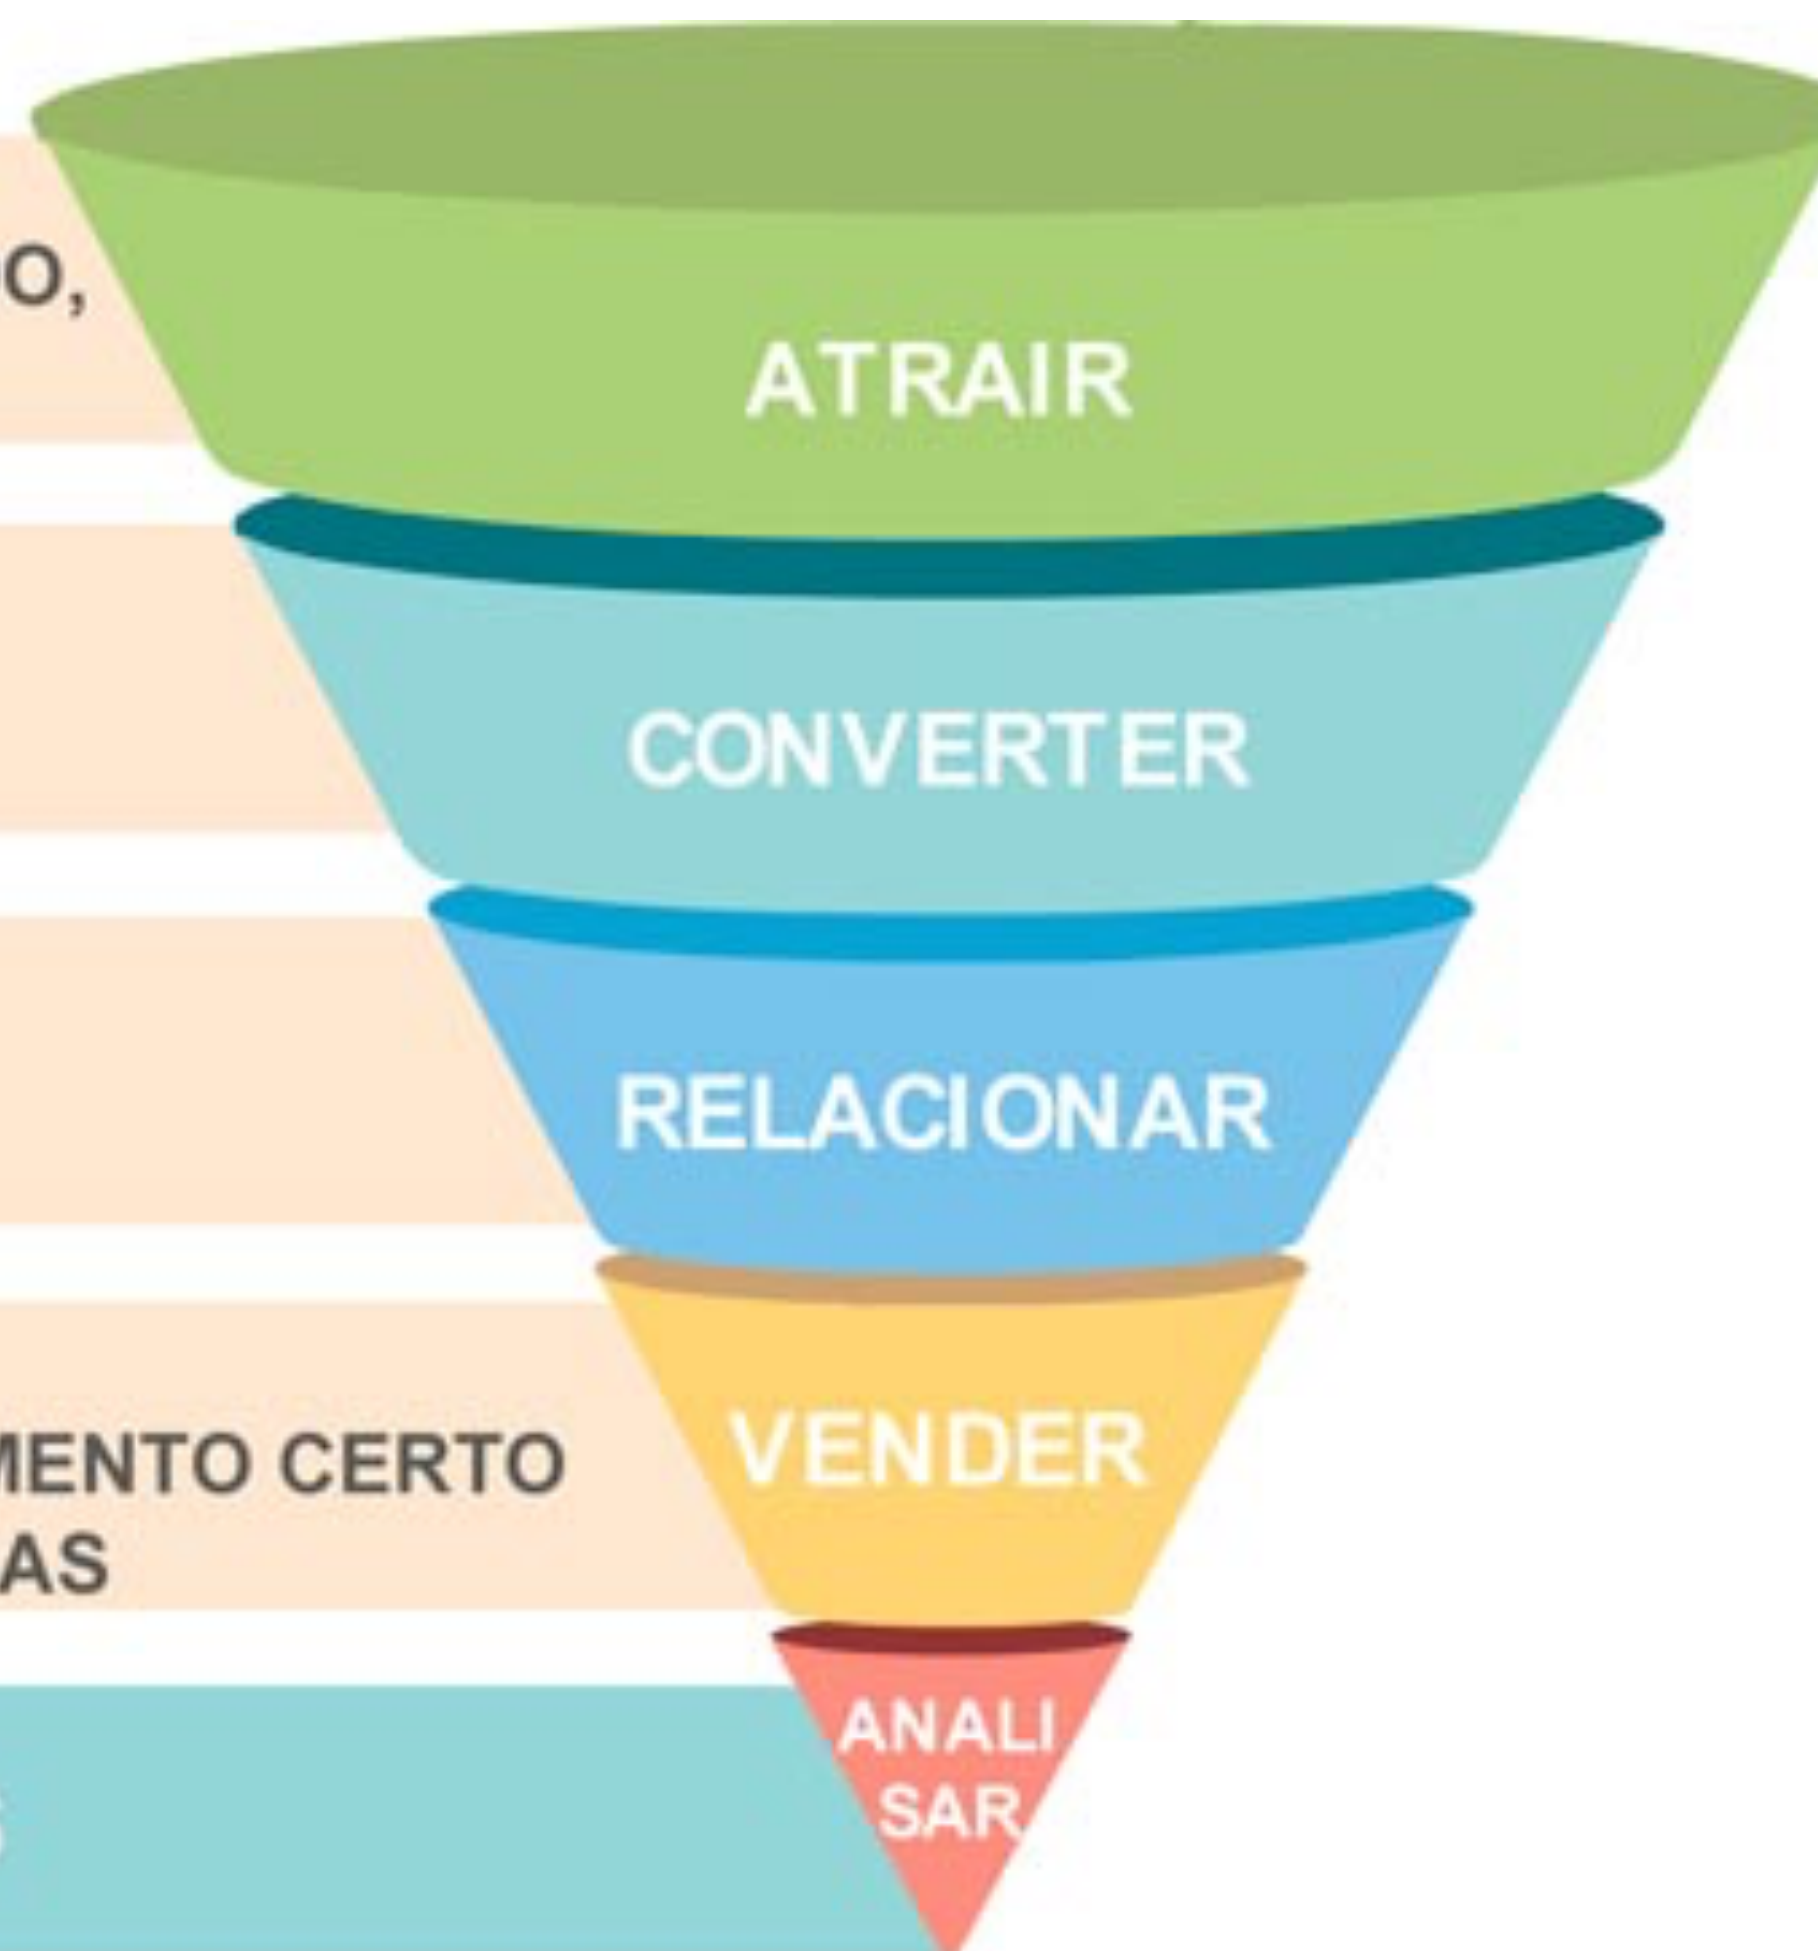 O,
ATRAIR
CONVERTER
RELACIONAR
MENTO CERTO
AS
VENDER
ANALI
SAR